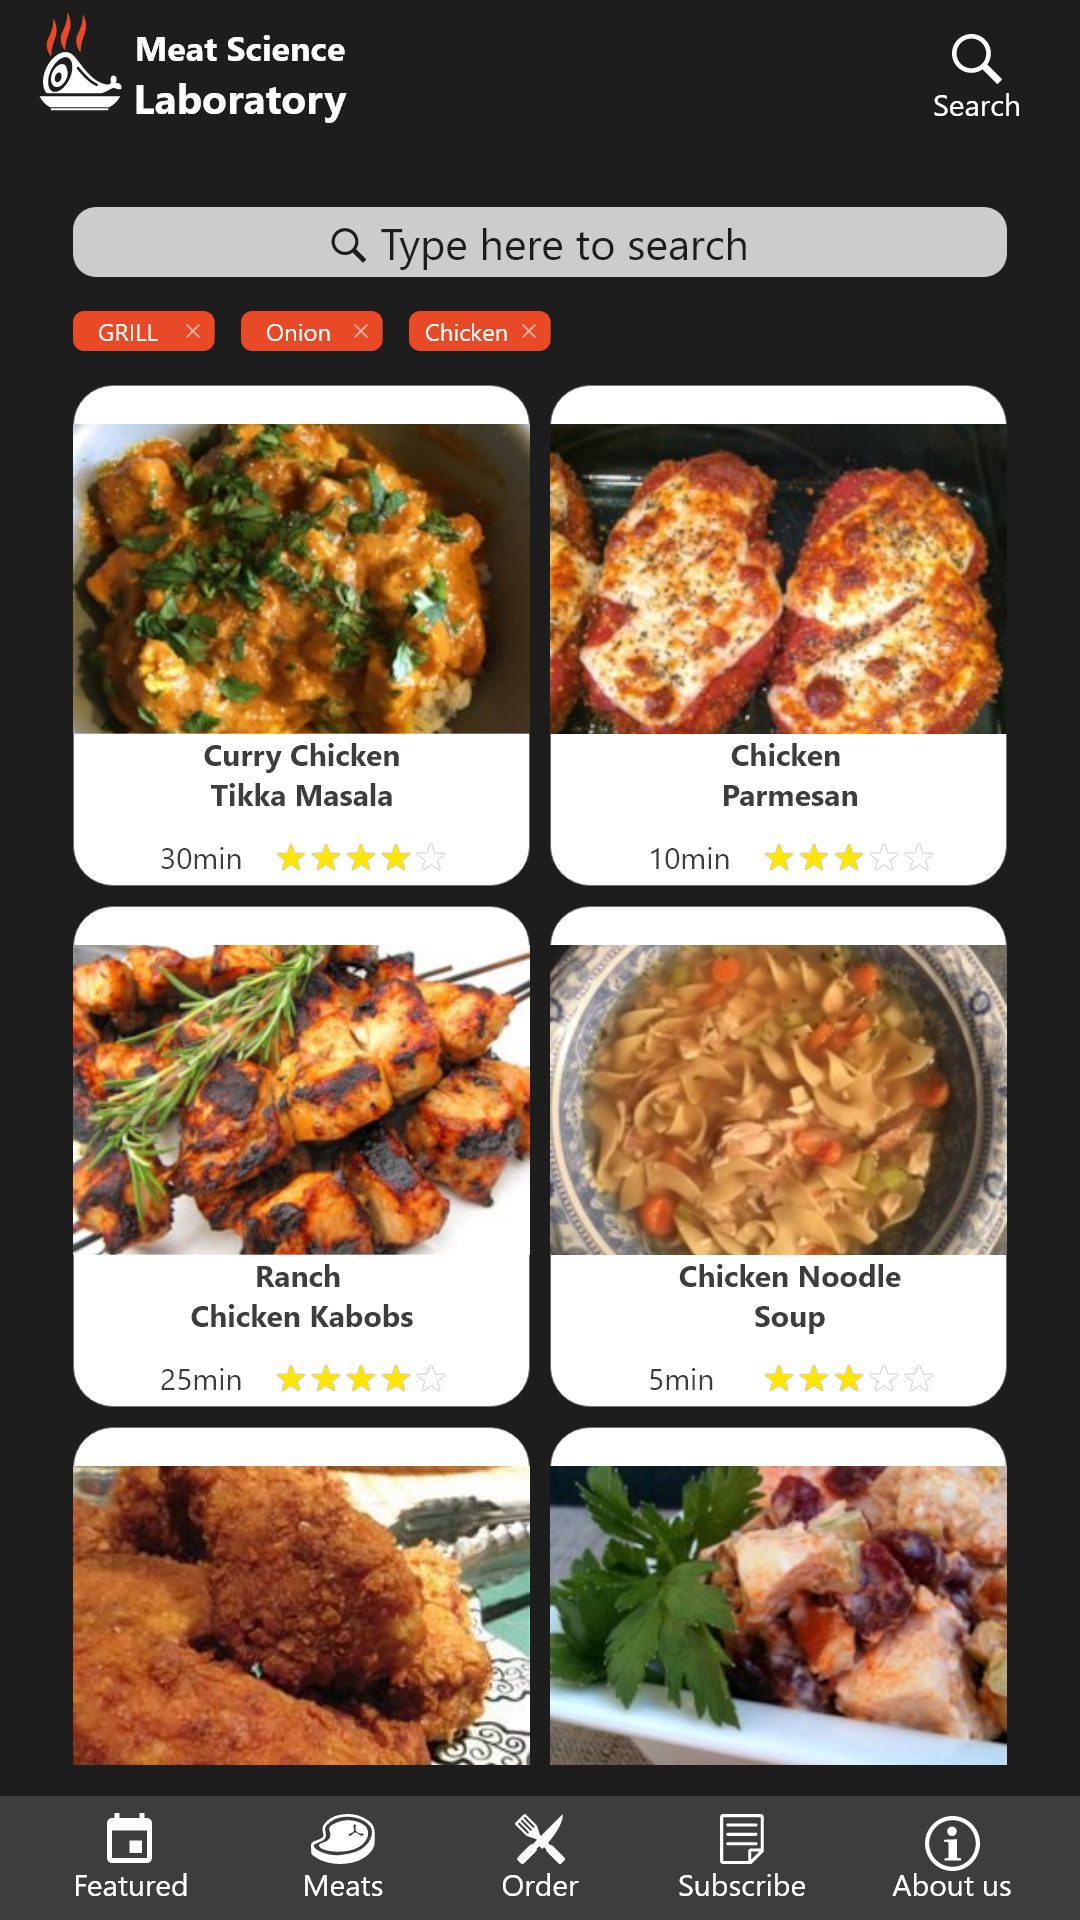 Meat Science
Laboratory
Search
Type here to search
GRILL
Onion
Chicken
Curry Chicken
Tikka Masala
30min
Chicken
Parmesan
10min
Ranch
Chicken Kabobs
25min
Chicken Noodle
Soup
5min
Featured
Meats
Order
Subscribe
About us